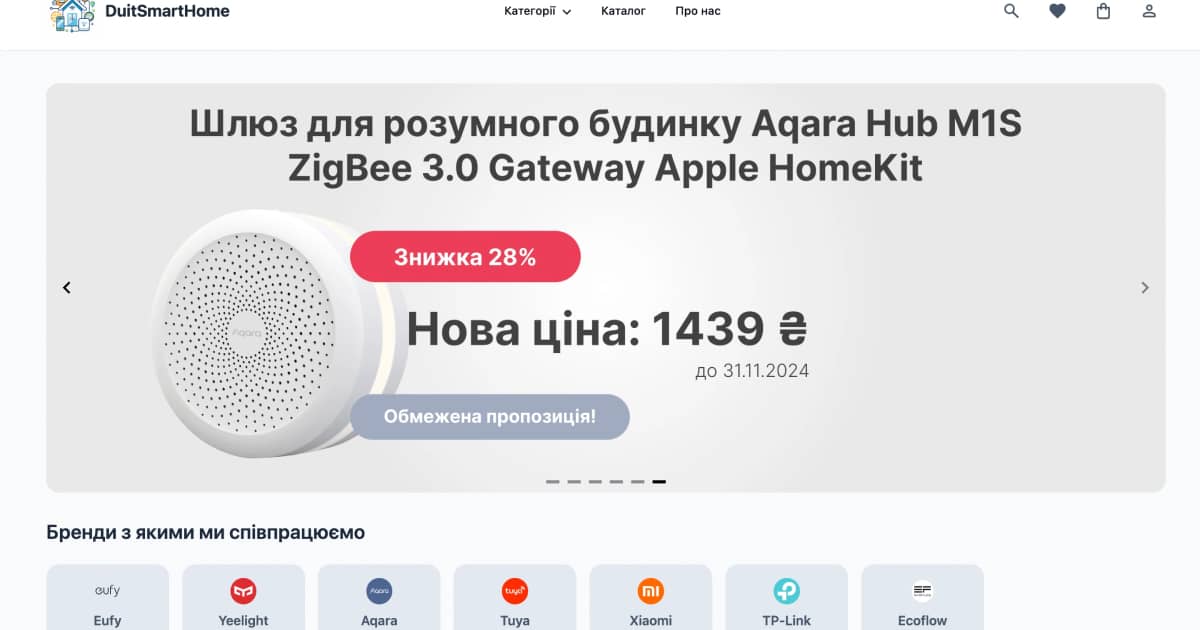 DuitSmartHome
Категорії
Каталог
Про нас
Шлюз для розумного будинку Aqara Hub M1S
ZigBee 3.0 Gateway Apple HomeKit
Знижка 28%
Aqara
Нова ціна: 1439 ₴
до 31.11.2024
Обмежена пропозиція!
Бренди з якими ми співпрацюємо
eufy
Aqara
tuya
Eufy
Yeelight
Aqara
Tuya
Xiaomi
TP-Link
Ecoflow